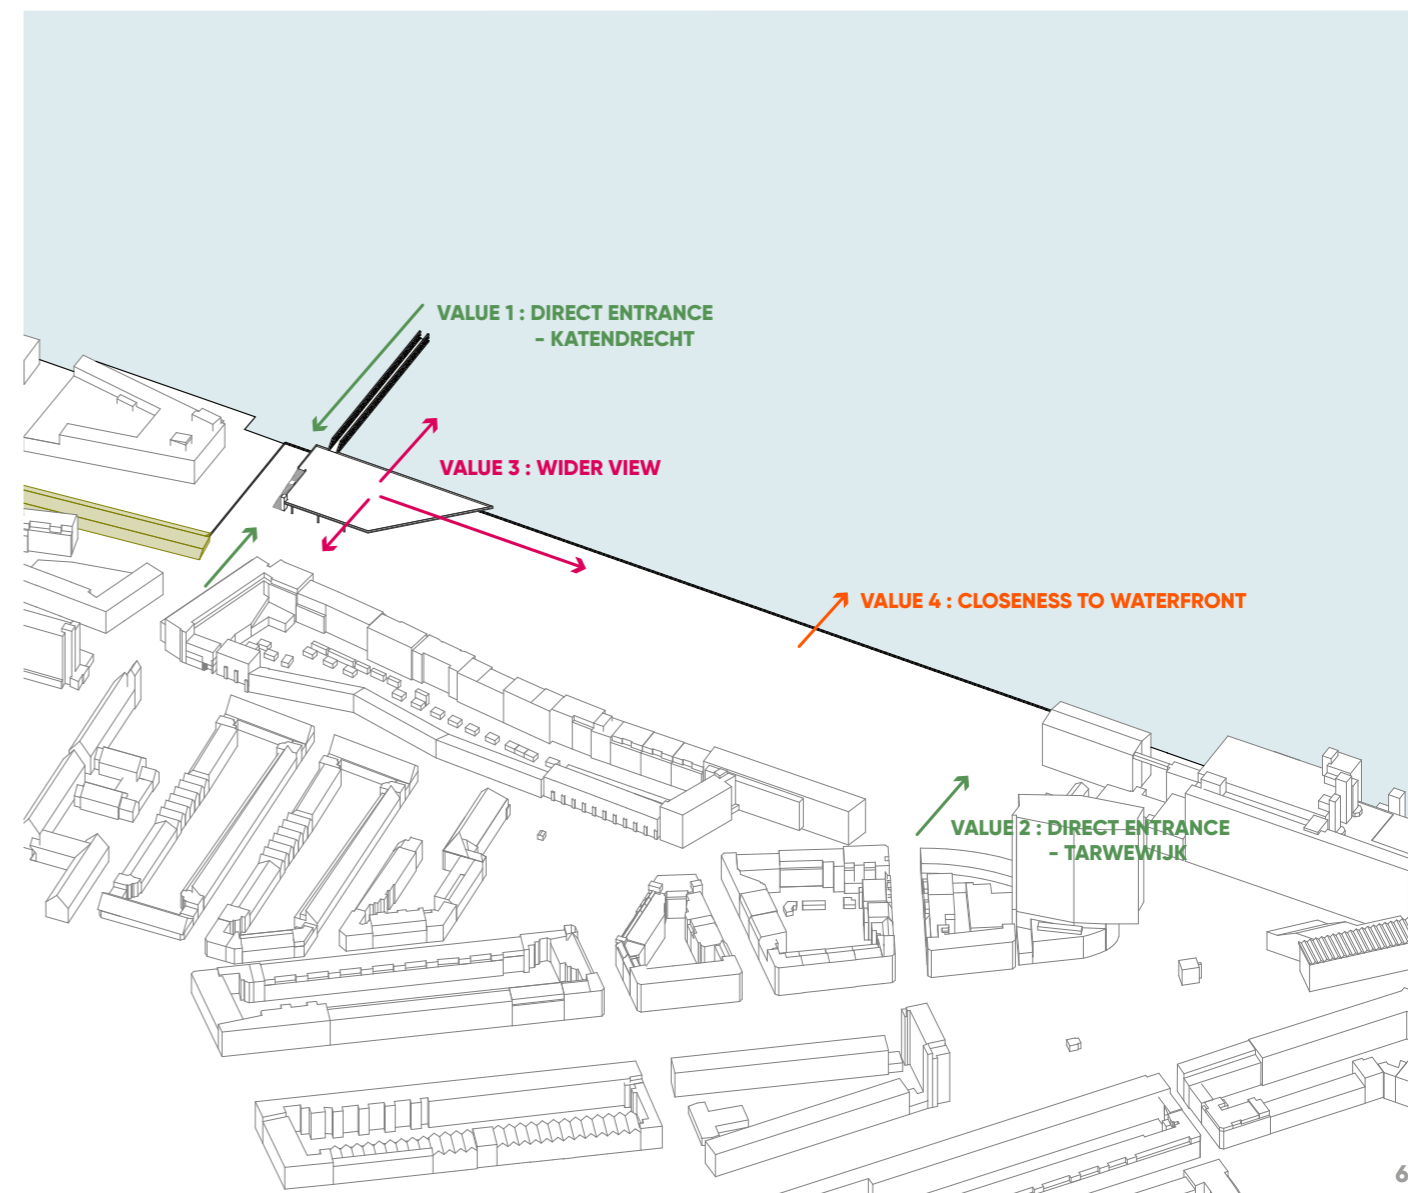 VALUE 1 : DIRECT ENTRANCE
- KATENDRECHT
VALUE 3 : WIDER VIEW
VALUE 4 : CLOSENESS TO WATERFRONT
VALUE 2 : DIRECT ENTRANCE
- TARWEWIJK
6